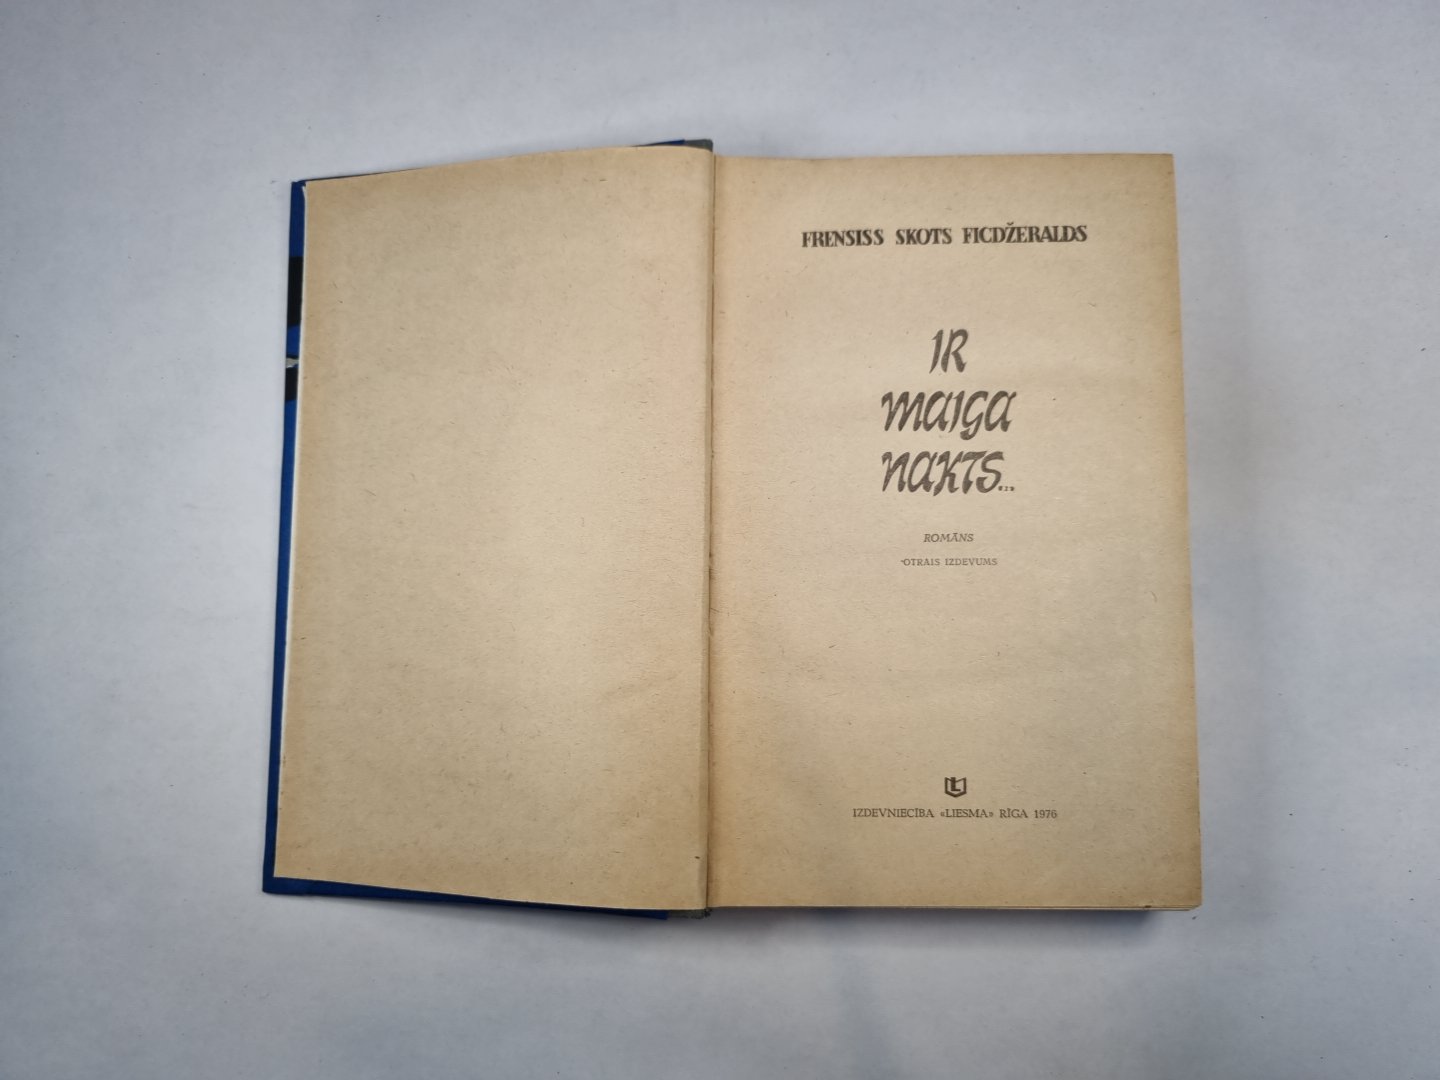 FRENSISS SKOTS FICDŽERALDS
IR
MAIGA
NAKTS...
ROMĀNS
OTRAIS IZDEVUMS
L
IZDEVNIECĪBA «LIESMA» RĪGA 1976